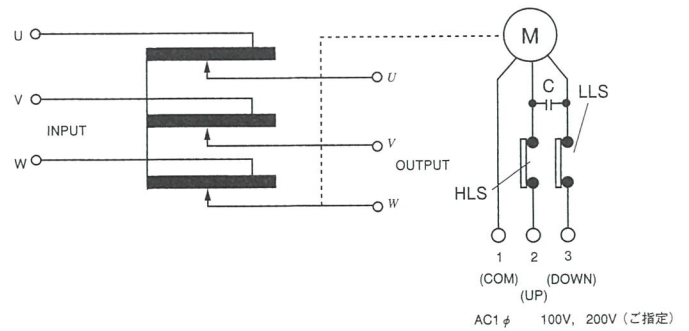 U
V
INPUT
W
U
V
OUTPUT
W
M
C
LLS
HLS
1 2 3
(COM) (DOWN)
(UP)
AC1φ 100V, 200V(ご指定)